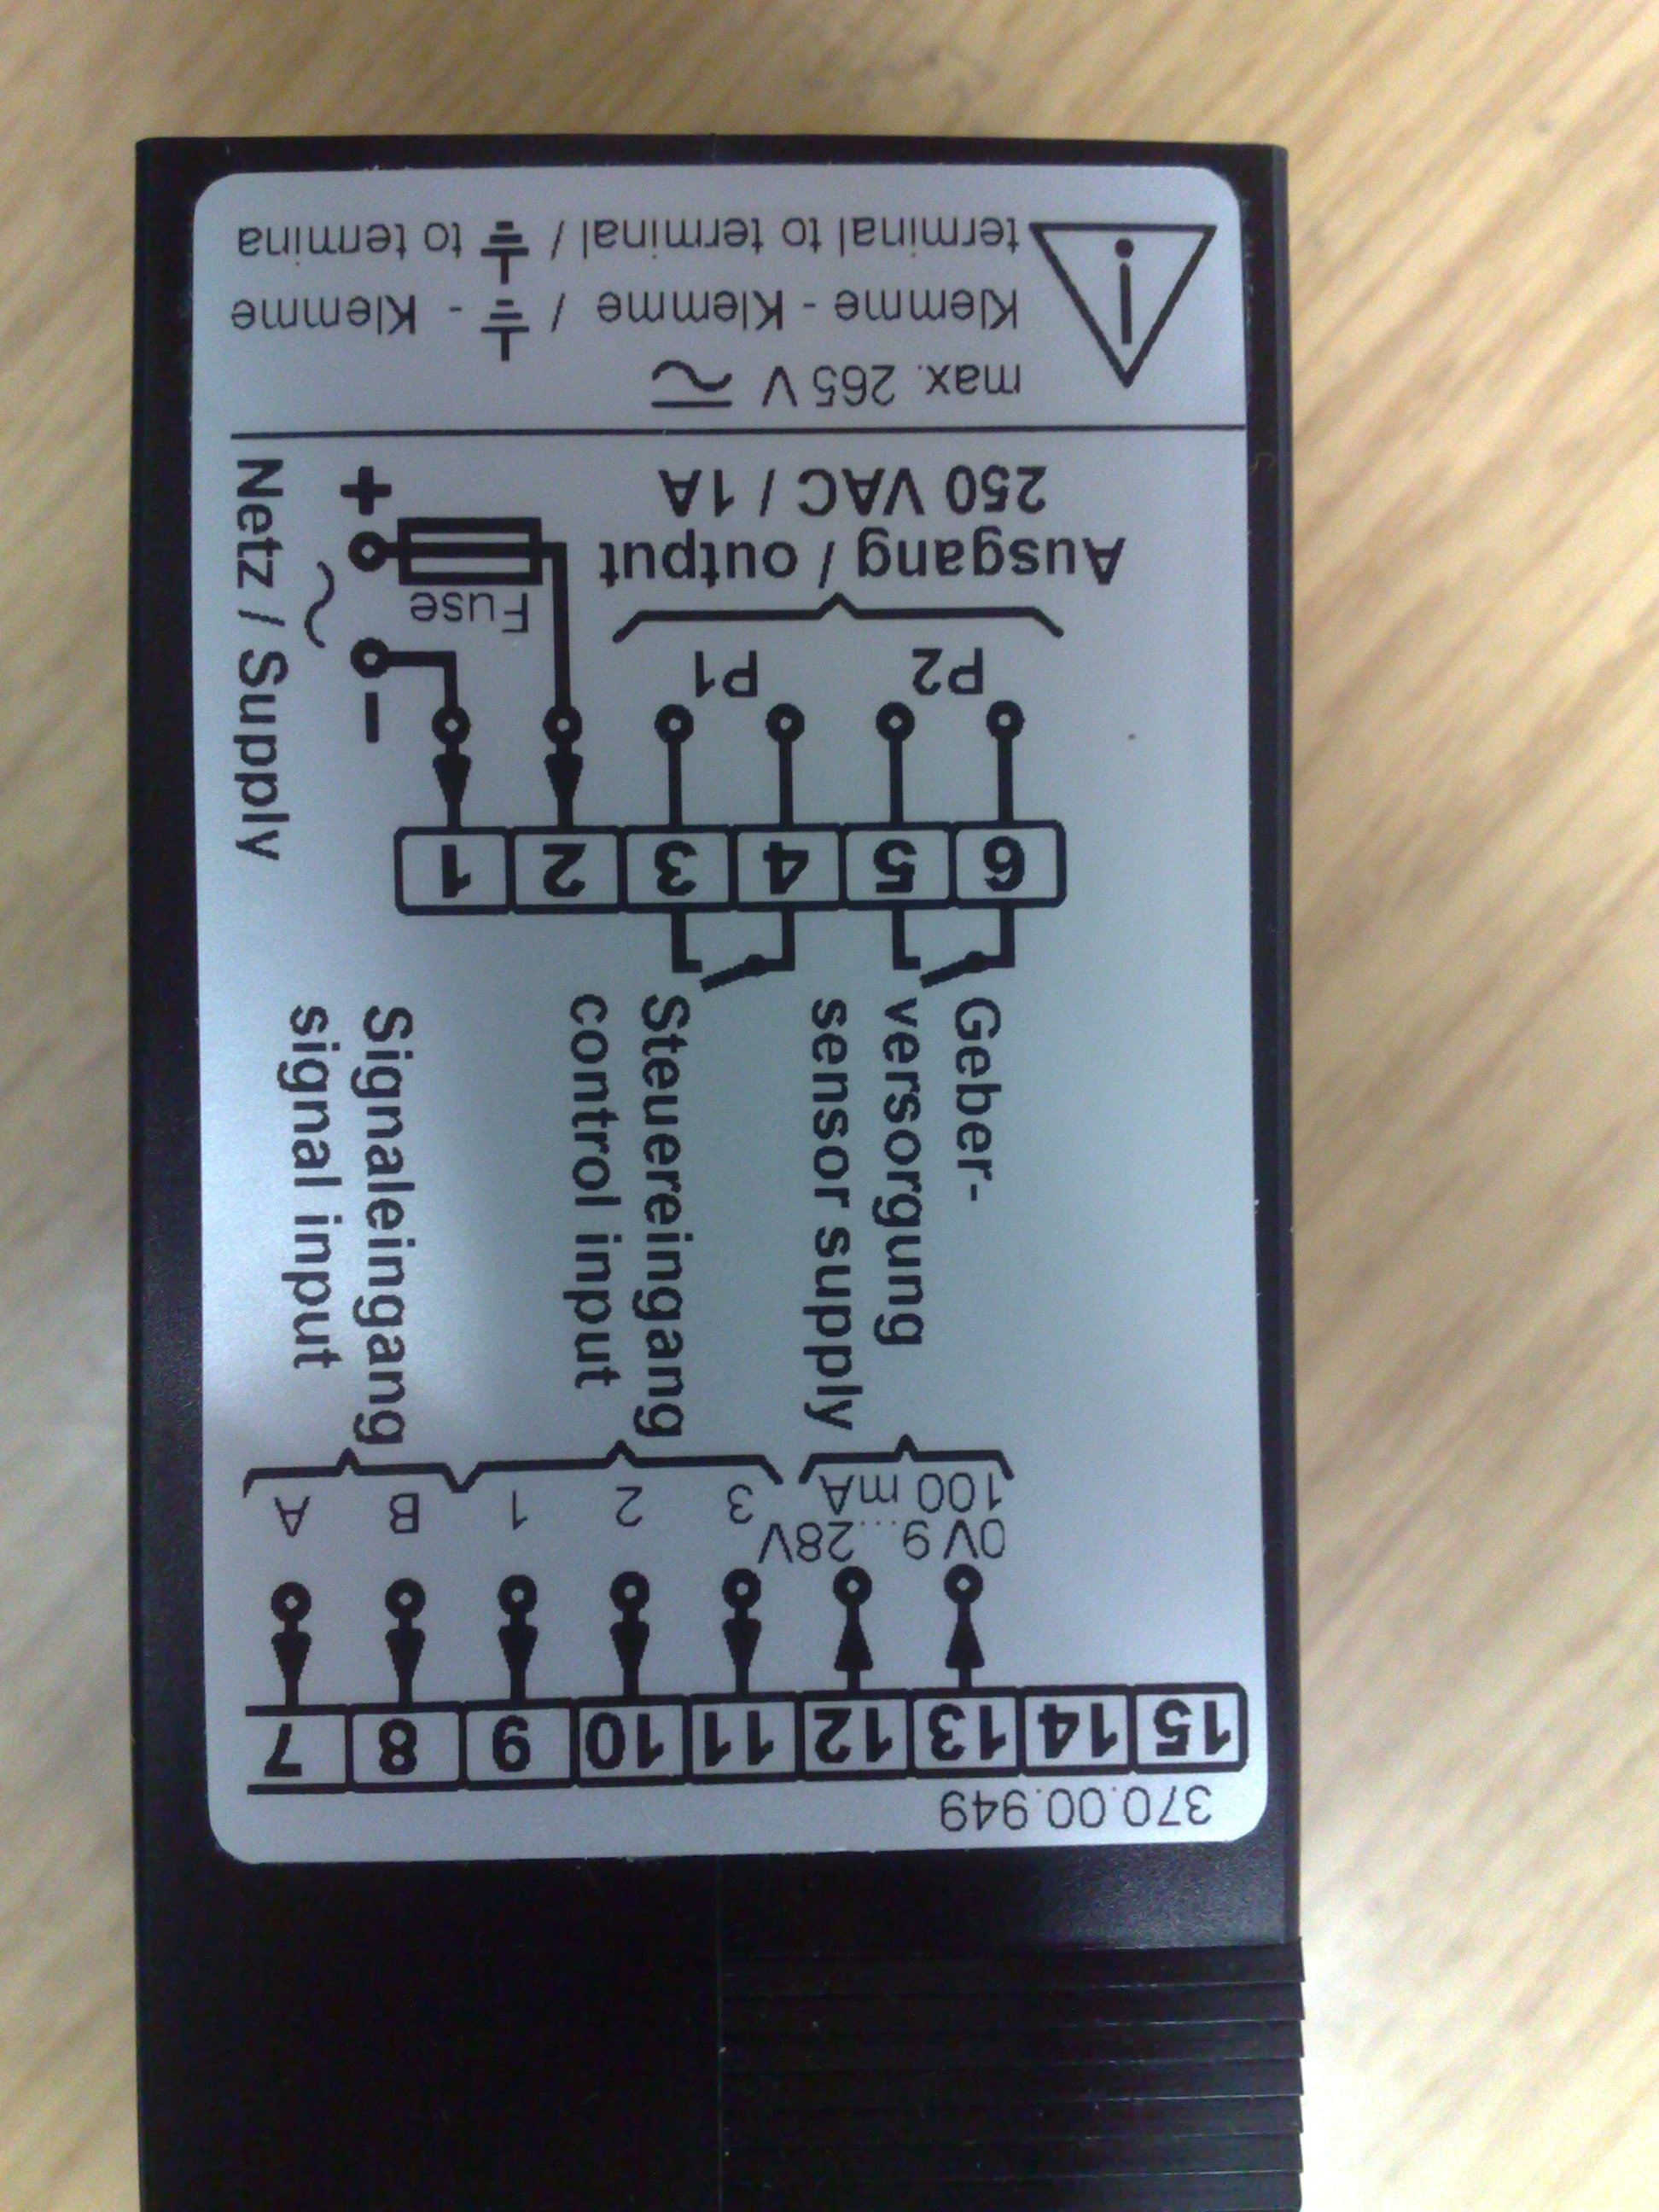 370.00.949
15 14 13 12 11 10 9 8 7
0V 9...28V
100 mA
3 2 1 B A
Geber-
versorgung
sensor supply
Steuereingang
control input
Signaleingang
signal input
6 5 4 3 2 1
P2 P1
−
Fuse
~
Ausgang / output
250 VAC / 1A
+
Netz / Supply
max. 265 V ≂
Klemme - Klemme / ⏚ - Klemme
terminal to terminal / ⏚ to termina